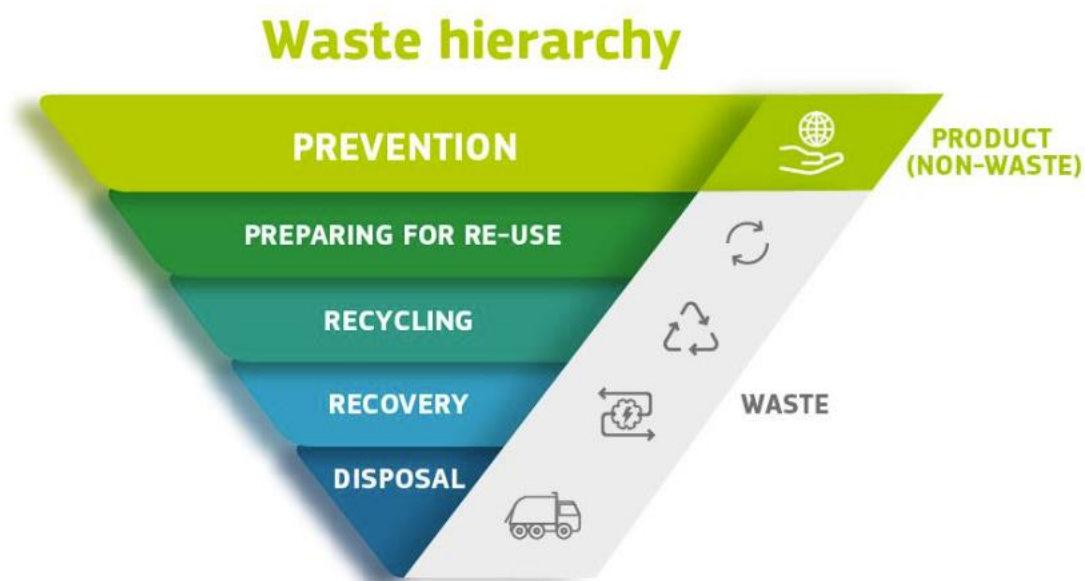 Waste hierarchy
PREVENTION
PRODUCT
(NON-WASTE)
PREPARING FOR RE-USE
RECYCLING
RECOVERY
WASTE
DISPOSAL